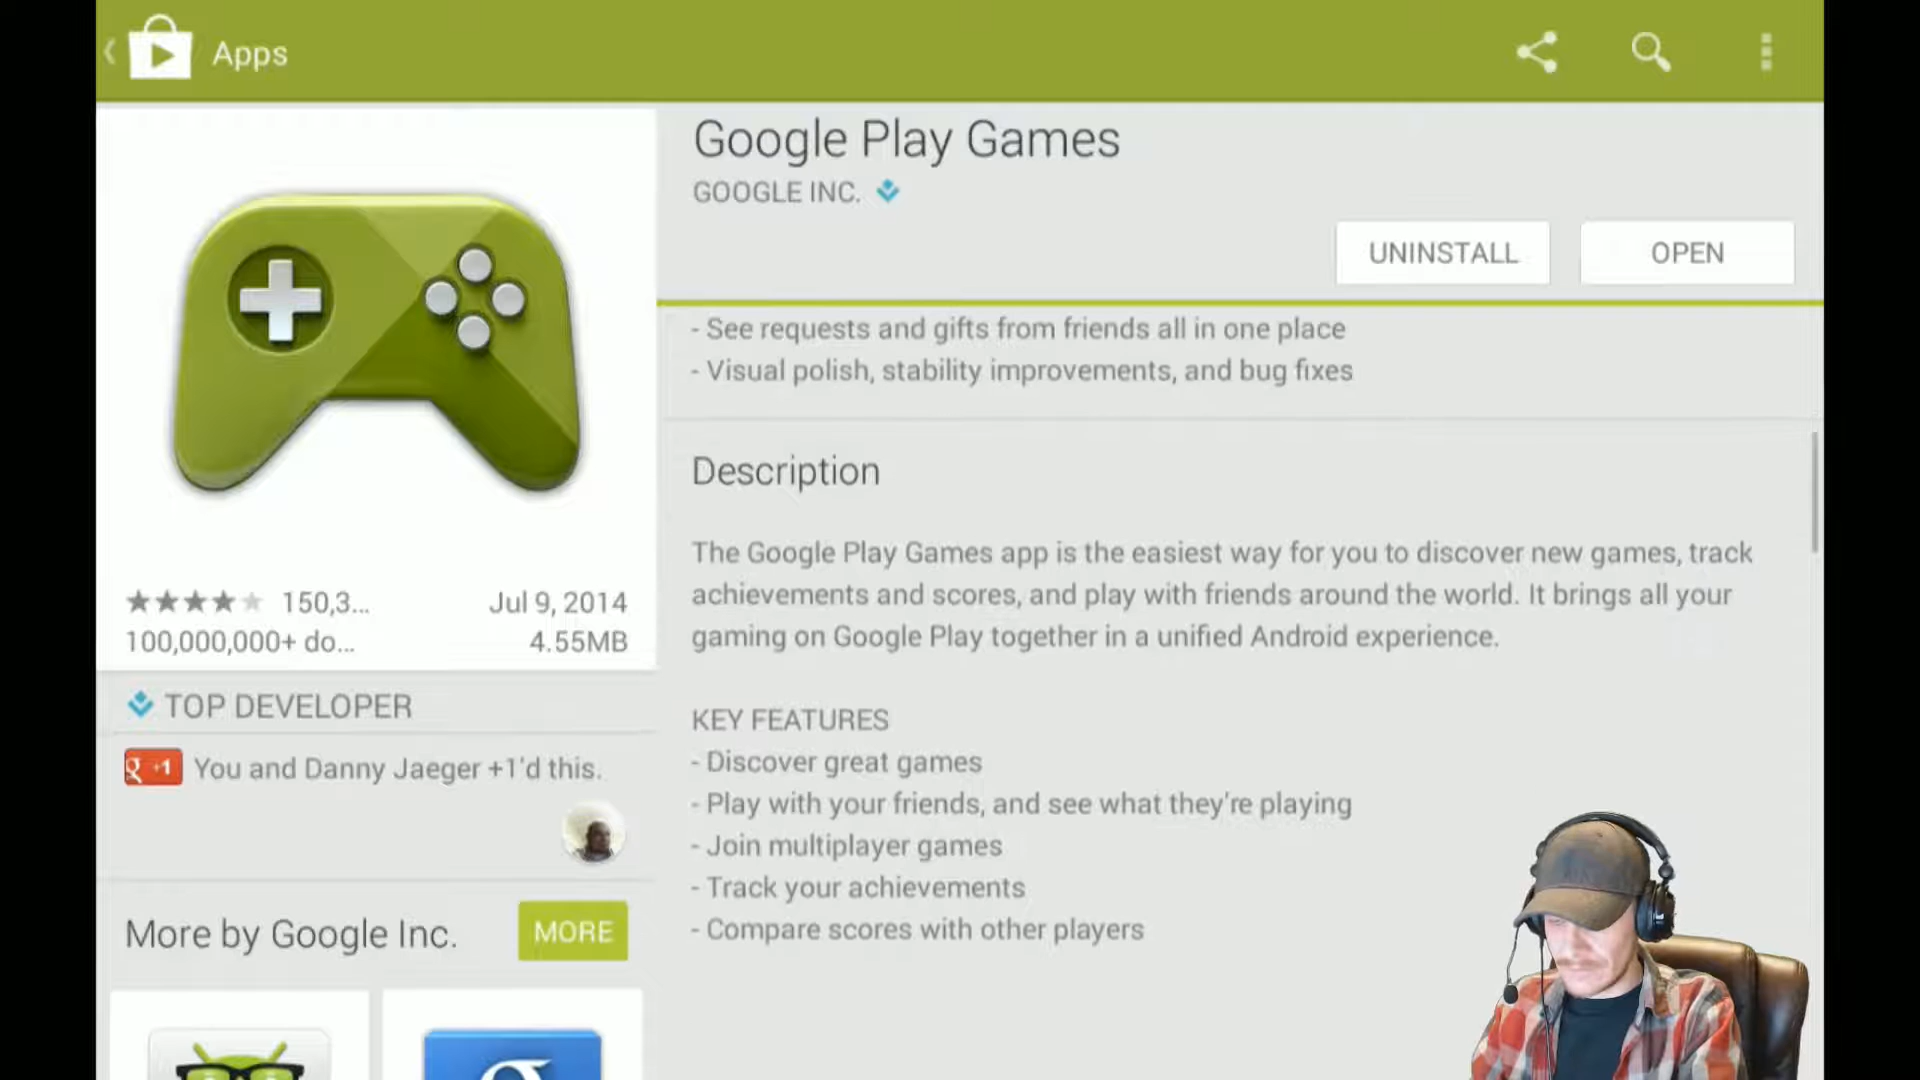 Apps
Google Play Games
GOOGLE INC.
UNINSTALL
OPEN
- See requests and gifts from friends all in one place
- Visual polish, stability improvements, and bug fixes
Description
The Google Play Games app is the easiest way for you to discover new games, track
achievements and scores, and play with friends around the world. It brings all your
gaming on Google Play together in a unified Android experience.
KEY FEATURES
- Discover great games
- Play with your friends, and see what they're playing
- Join multiplayer games
- Track your achievements
- Compare scores with other players
150,3...
Jul 9, 2014
100,000,000+ do...
4.55MB
TOP DEVELOPER
g +1
You and Danny Jaeger +1'd this.
More by Google Inc.
MORE